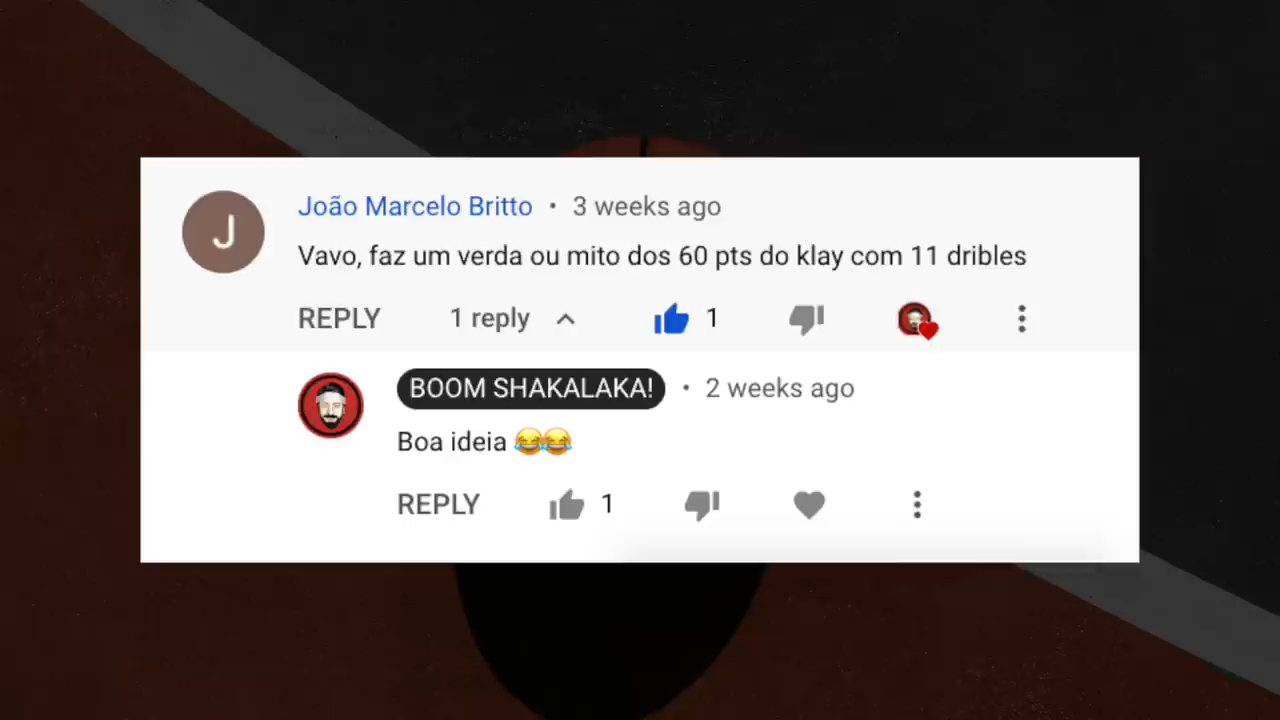 J
João Marcelo Britto • 3 weeks ago
Vavo, faz um verda ou mito dos 60 pts do klay com 11 dribles
REPLY 1 reply 1
BOOM SHAKALAKA! • 2 weeks ago
Boa ideia 😂😂
REPLY 1